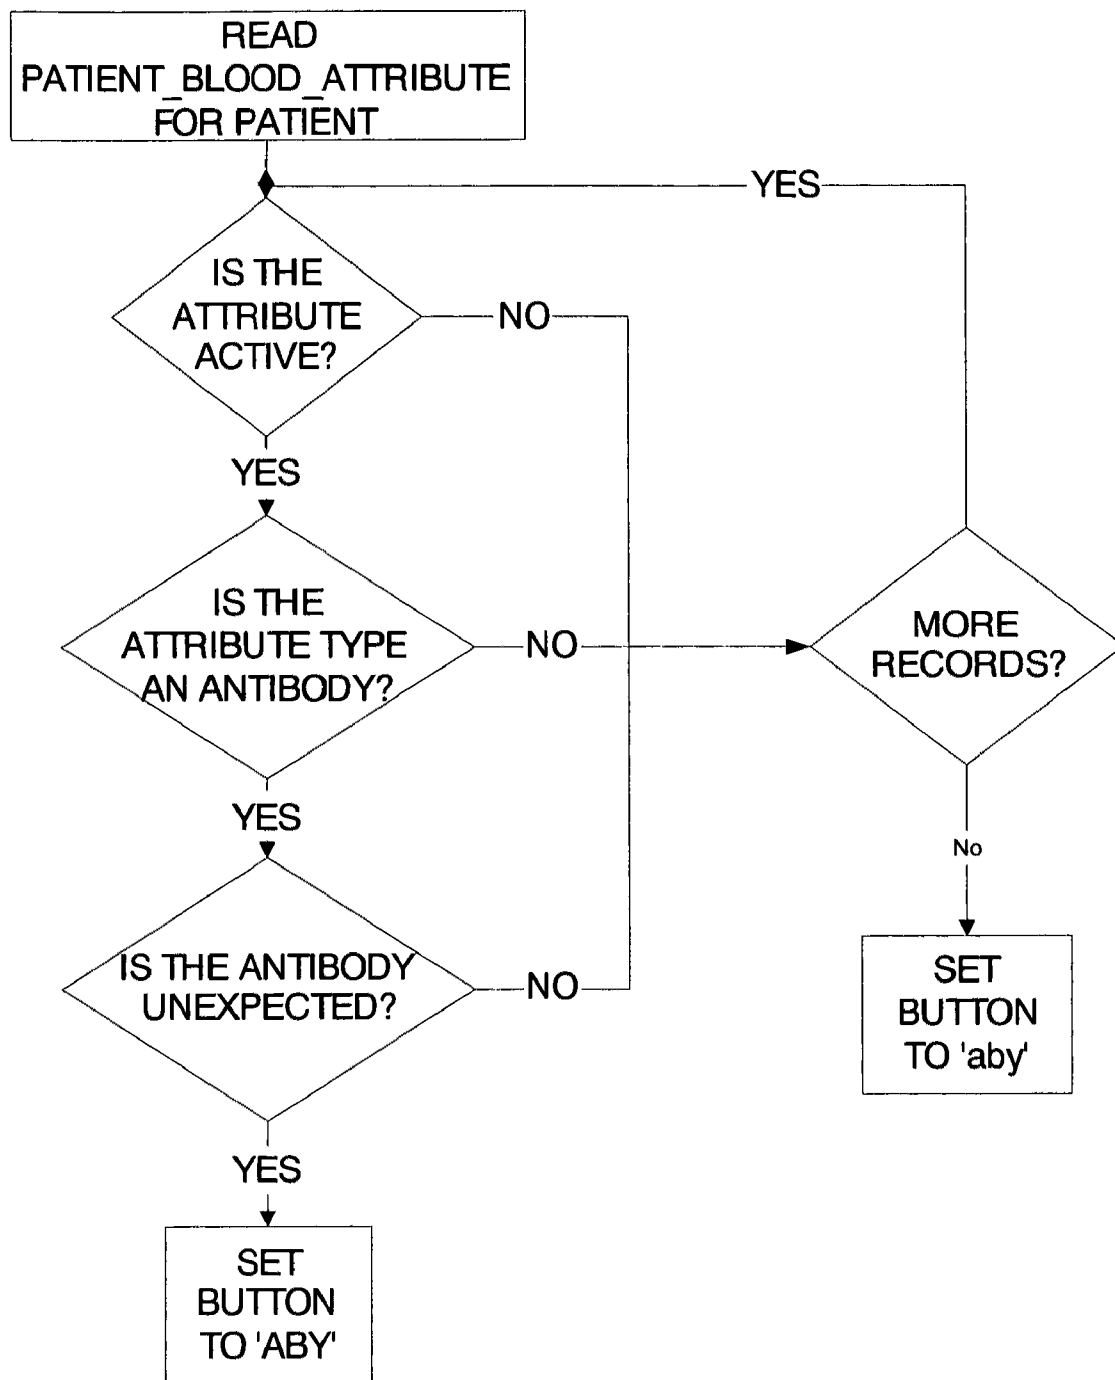 READ
PATIENT_BLOOD_ATTRIBUTE
FOR PATIENT
YES
IS THE
ATTRIBUTE
ACTIVE?
NO
YES
IS THE
ATTRIBUTE TYPE
AN ANTIBODY?
NO
MORE
RECORDS?
YES
No
IS THE ANTIBODY
UNEXPECTED?
NO
SET
BUTTON
TO 'aby'
YES
SET
BUTTON
TO 'ABY'